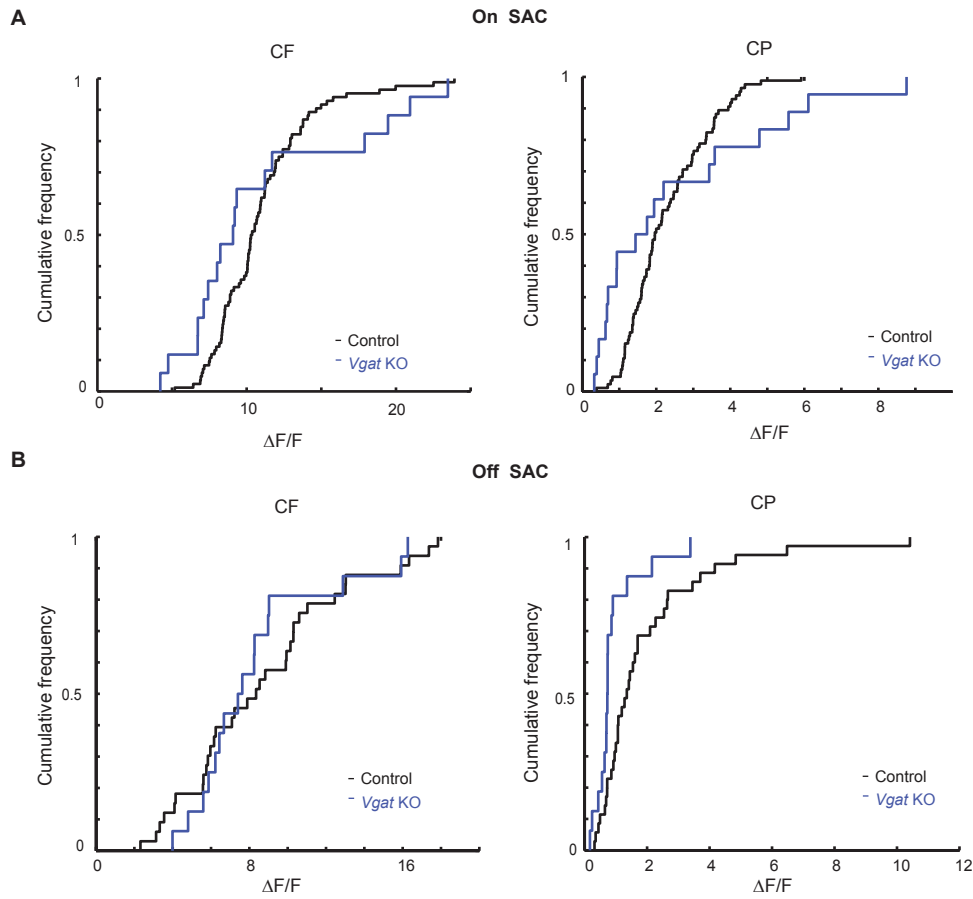 A
On SAC
CF
CP
Cumulative frequency
1
0.5
0
0
10
20
ΔF/F
Control
Vgat KO
Cumulative frequency
1
0.5
0
0
2
4
6
8
ΔF/F
Control
Vgat KO
B
Off SAC
CF
CP
Cumulative frequency
1
0.5
0
0
8
16
ΔF/F
Control
Vgat KO
Cumulative frequency
1
0.5
0
0
2
4
6
8
10
12
ΔF/F
Control
Vgat KO